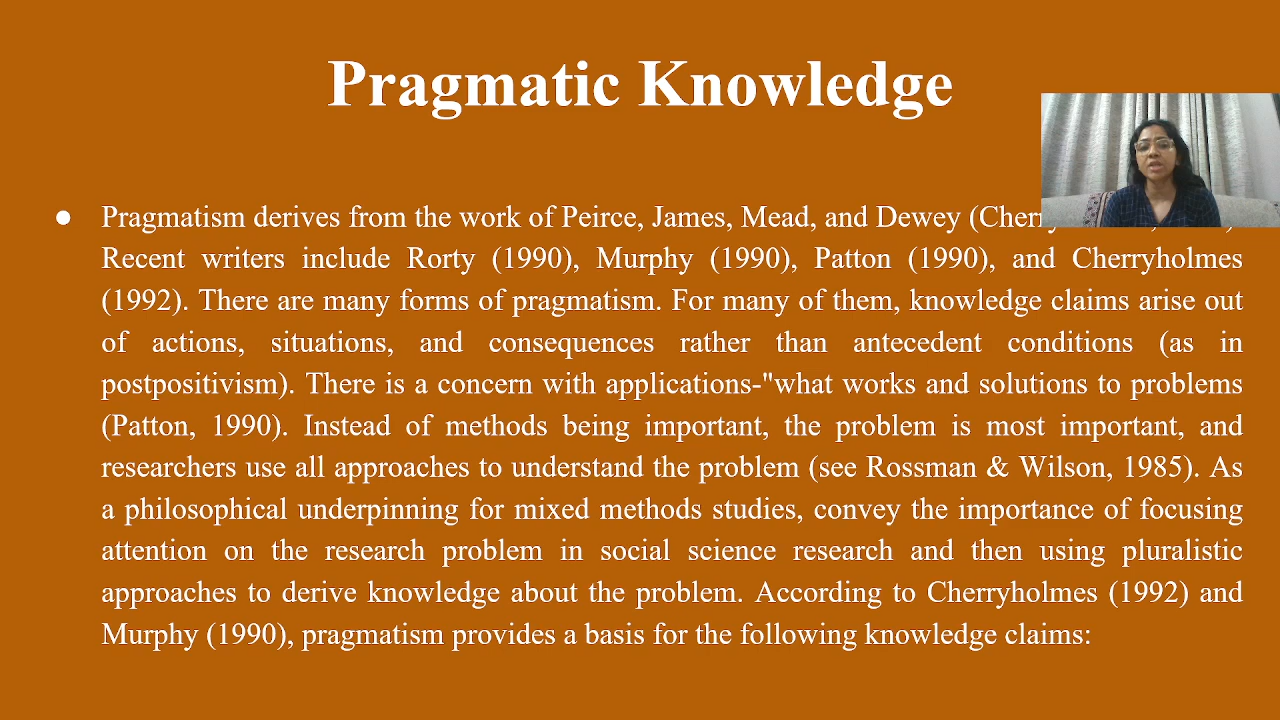 Pragmatic Knowledge
● Pragmatism derives from the work of Peirce, James, Mead, and Dewey
Recent writers include Rorty (1990), Murphy (1990), Patton (1990), and Cherryholmes
(1992). There are many forms of pragmatism. For many of them, knowledge claims arise out
of actions, situations, and consequences rather than antecedent conditions (as in
postpositivism). There is a concern with applications-"what works and solutions to problems
(Patton, 1990). Instead of methods being important, the problem is most important, and
researchers use all approaches to understand the problem (see Rossman & Wilson, 1985). As
a philosophical underpinning for mixed methods studies, convey the importance of focusing
attention on the research problem in social science research and then using pluralistic
approaches to derive knowledge about the problem. According to Cherryholmes (1992) and
Murphy (1990), pragmatism provides a basis for the following knowledge claims: